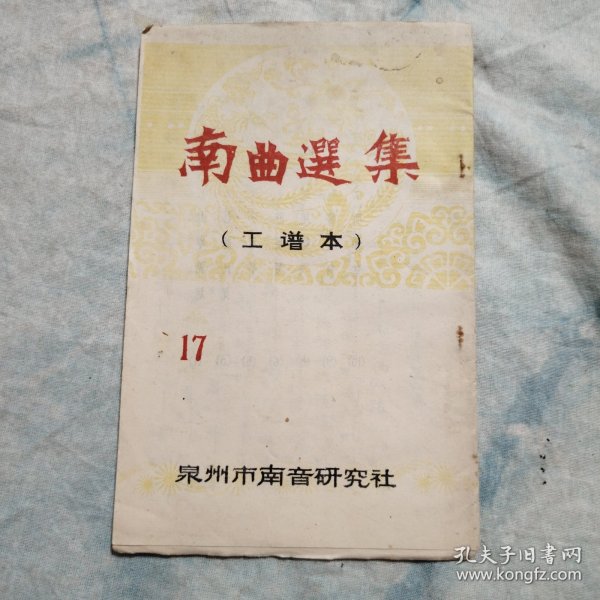 南曲選集
（工谱本）
17
泉州市南音研究社
孔夫子旧书网
www.kongfz.com